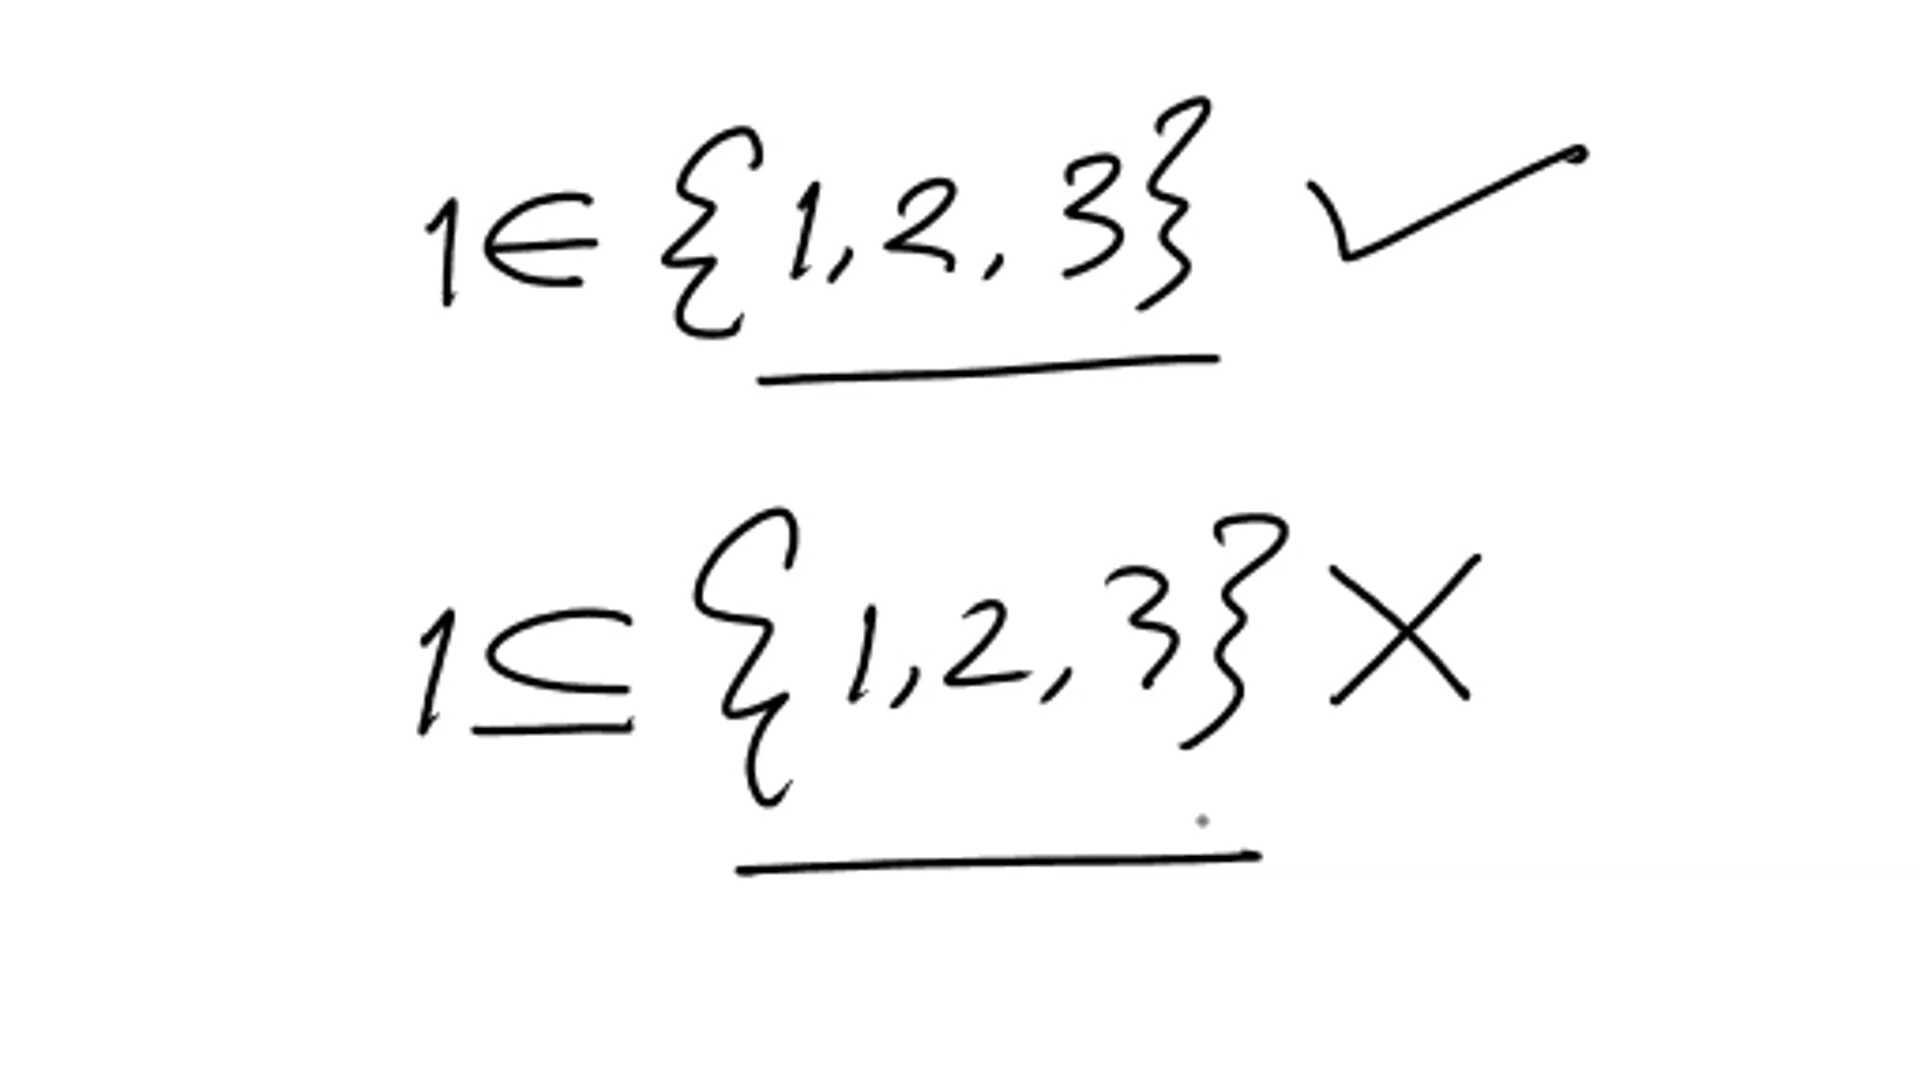 1 ∈ {1, 2, 3} ✓
1 ⊆ {1, 2, 3} ✗